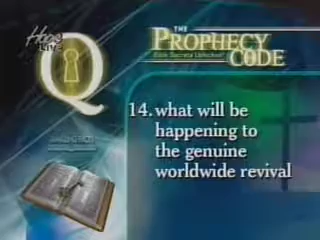 Hope
LIVE
Q
THE
PROPHECY
CODE
Bible Secrets Unlocked!
14. what will be
happening to
the genuine
worldwide revival